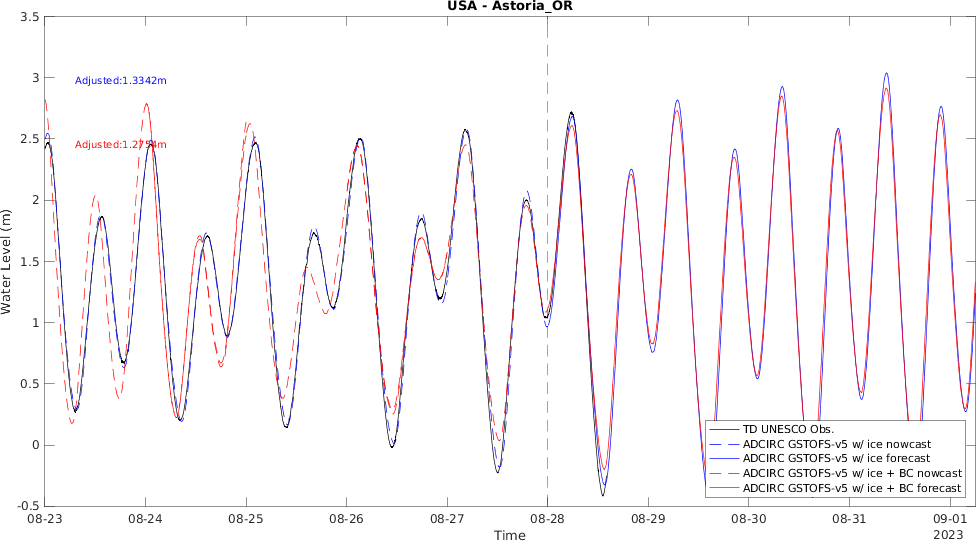 USA - Astoria_OR
3.5
3
2.5
2
1.5
1
0.5
0
-0.5
Water Level (m)
Adjusted:1.3342m
Adjusted:1.2754m
TD UNESCO Obs.
ADCIRC GSTOFS-v5 w/ ice nowcast
ADCIRC GSTOFS-v5 w/ ice forecast
ADCIRC GSTOFS-v5 w/ ice + BC nowcast
ADCIRC GSTOFS-v5 w/ ice + BC forecast
08-23 08-24 08-25 08-26 08-27 08-28 08-29 08-30 08-31 09-01
Time
2023